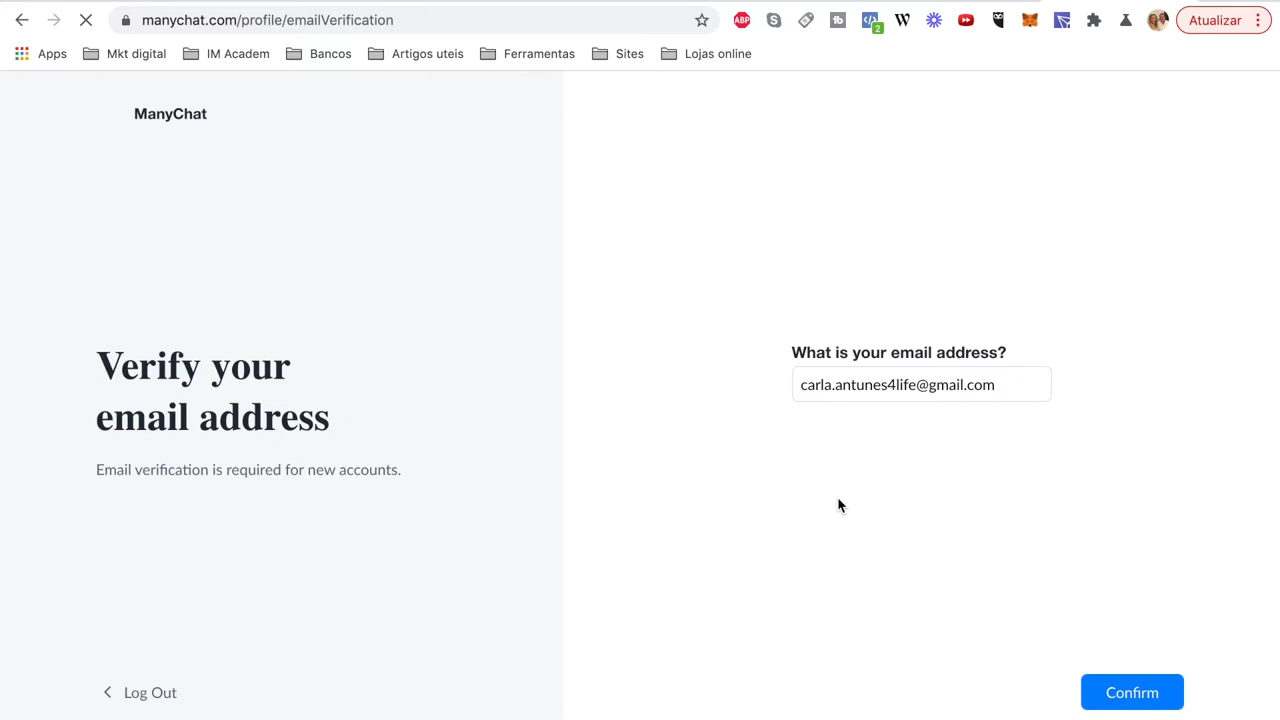 manychat.com/profile/emailVerification
ABP
2
Atualizar
Apps
Mkt digital
IM Academ
Bancos
Artigos uteis
Ferramentas
Sites
Lojas online
ManyChat
Verify your
email address
Email verification is required for new accounts.
What is your email address?
carla.antunes4life@gmail.com
Log Out
Confirm